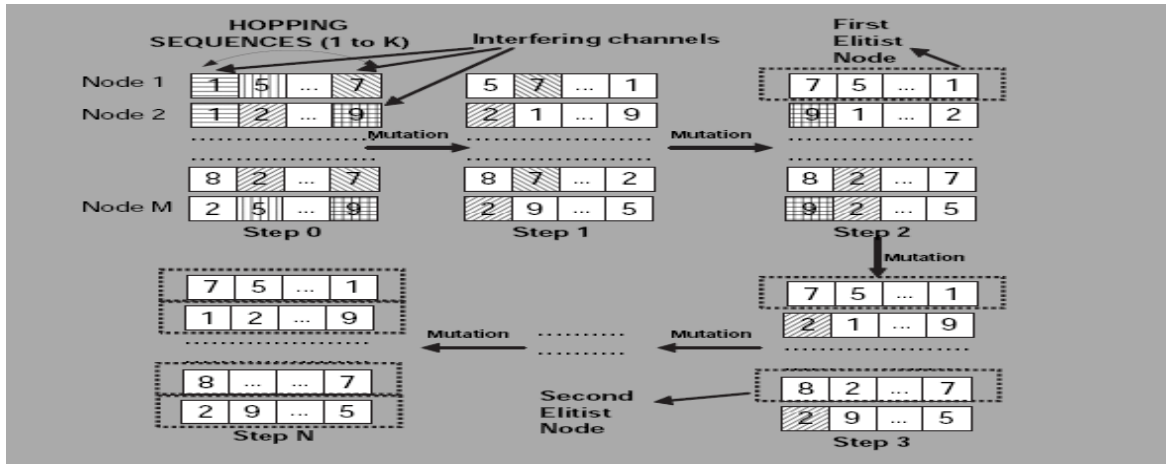 HOPPING
SEQUENCES (1 to K)
Interfering channels
First
Elitist
Node
Node 1 1 5 ... 7
5 7 ... 1
7 5 ... 1
Node 2 1 2 ... 9
2 1 ... 9
9 1 ... 2
Mutation
Mutation
8 2 ... 7
8 7 ... 2
8 2 ... 7
Node M 2 5 ... 9
2 9 ... 5
9 2 ... 5
Step 0
Step 1
Step 2
Mutation
7 5 ... 1
7 5 ... 1
1 2 ... 9
2 1 ... 9
Mutation
Mutation
8 ... ... 7
8 2 ... 7
2 9 ... 5
2 9 ... 5
Second
Elitist
Node
Step N
Step 3